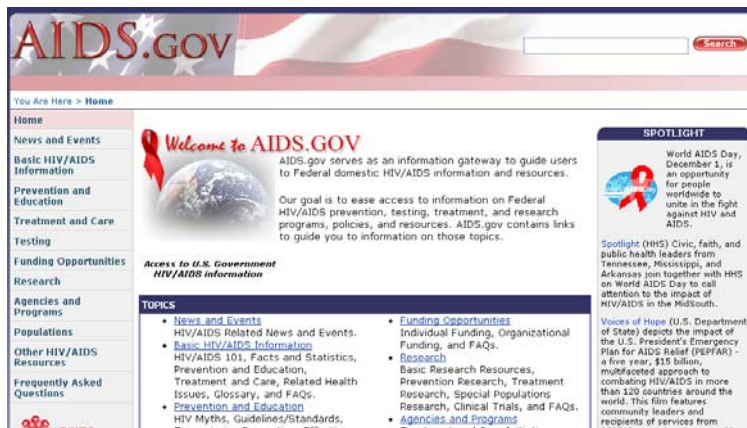 AIDS.GOV
Search
You Are Here > Home
Home
News and Events
Basic HIV/AIDS
Information
Prevention and
Education
Treatment and Care
Testing
Funding Opportunities
Research
Agencies and
Programs
Populations
Other HIV/AIDS
Resources
Frequently Asked
Questions
Welcome to AIDS.GOV
AIDS.gov serves as an information gateway to guide users
to Federal domestic HIV/AIDS information and resources.
Our goal is to ease access to information on Federal
HIV/AIDS prevention, testing, treatment, and research
programs, policies, and resources. AIDS.gov contains links
to guide you to information on those topics.
Access to U.S. Government
HIV/AIDS information
TOPICS
• News and Events
HIV/AIDS Related News and Events.
• Basic HIV/AIDS Information
HIV/AIDS 101, Facts and Statistics,
Prevention and Education,
Treatment and Care, Related Health
Issues, Glossary, and FAQs.
• Prevention and Education
HIV Myths, Guidelines/Standards,
• Funding Opportunities
Individual Funding, Organizational
Funding, and FAQs.
• Research
Basic Research Resources,
Prevention Research, Treatment
Research, Special Populations
Research, Clinical Trials, and FAQs.
• Agencies and Programs
SPOTLIGHT
World AIDS Day,
December 1, is
an opportunity
for people
worldwide to
unite in the fight
against HIV and
AIDS.
Spotlight (HHS) Civic, faith, and
public health leaders from
Tennessee, Mississippi, and
Arkansas join together with HHS
on World AIDS Day to call
attention to the impact of
HIV/AIDS in the MidSouth.
Voices of Hope (U.S. Department
of State) depicts the impact of
the U.S. President's Emergency
Plan for AIDS Relief (PEPFAR) -
a five year, $15 billion,
multifaceted approach to
combating HIV/AIDS in more
than 120 countries around the
world. This film features
community leaders and
recipients of services from